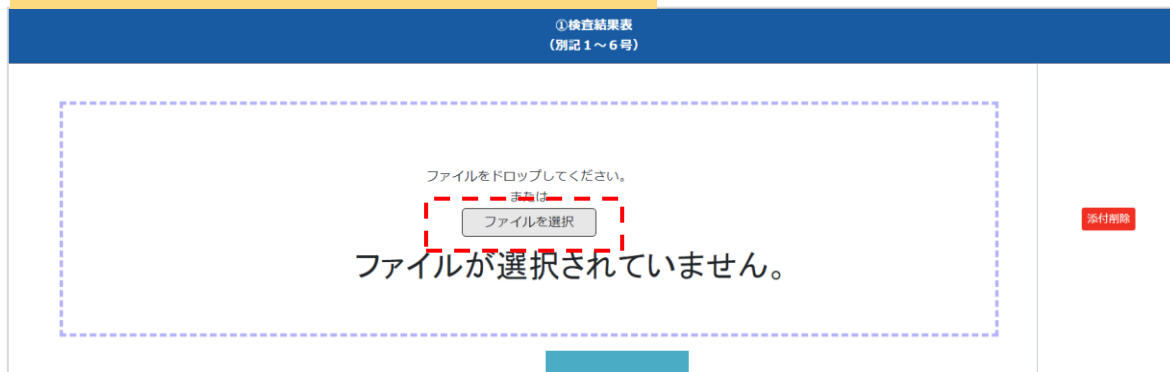 ①検査結果表
（別記１～６号）
ファイルをドロップしてください。
または
ファイルを選択
添付削除
ファイルが選択されていません。